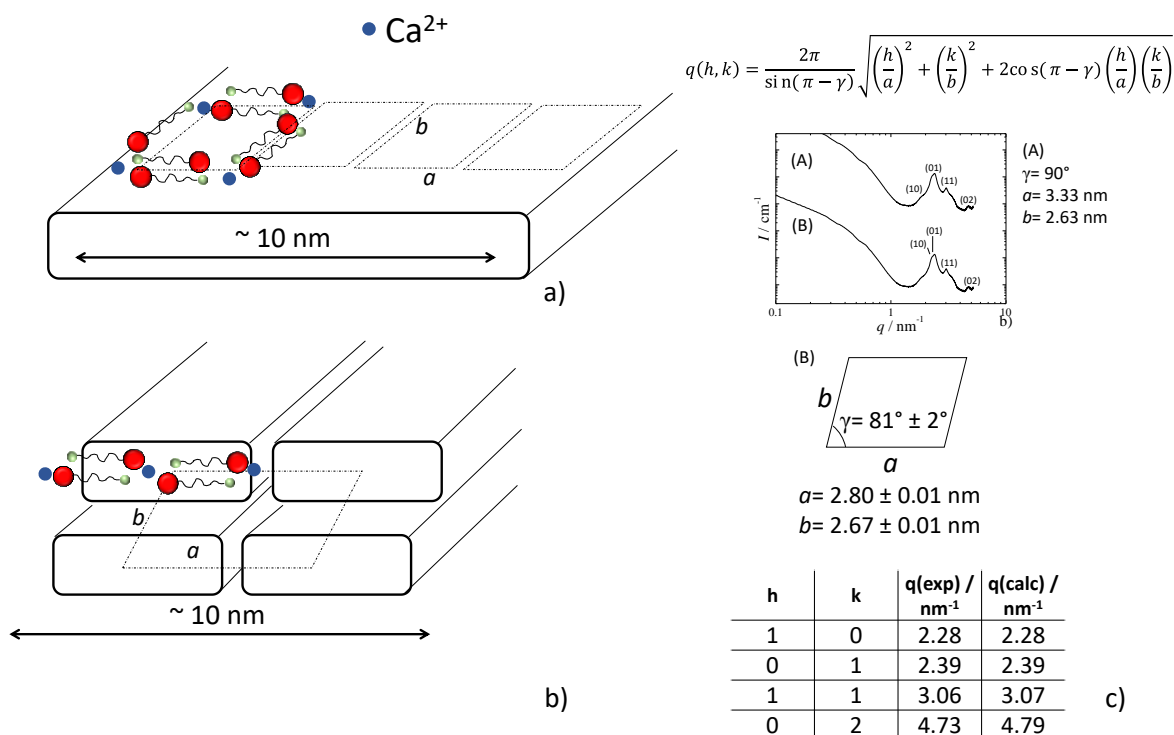 Ca²⁺
b
a
~ 10 nm
a)
b
a
~ 10 nm
b)
q(h, k) = 2π / sin(π − γ) √((h/a)² + (k/b)² + 2co s(π − γ) (h/a) (k/b))
(A)
(B)
(10)
(01)
(11)
(02)
(10)
(01)
(11)
(02)
I / cm⁻¹
0.1
1
10
q / nm⁻¹
b)
(A)
γ= 90°
a= 3.33 nm
b= 2.63 nm
(B)
b
γ= 81° ± 2°
a
a= 2.80 ± 0.01 nm
b= 2.67 ± 0.01 nm
h k q(exp) / nm⁻¹ q(calc) / nm⁻¹
1 0 2.28 2.28
0 1 2.39 2.39
1 1 3.06 3.07
0 2 4.73 4.79
c)